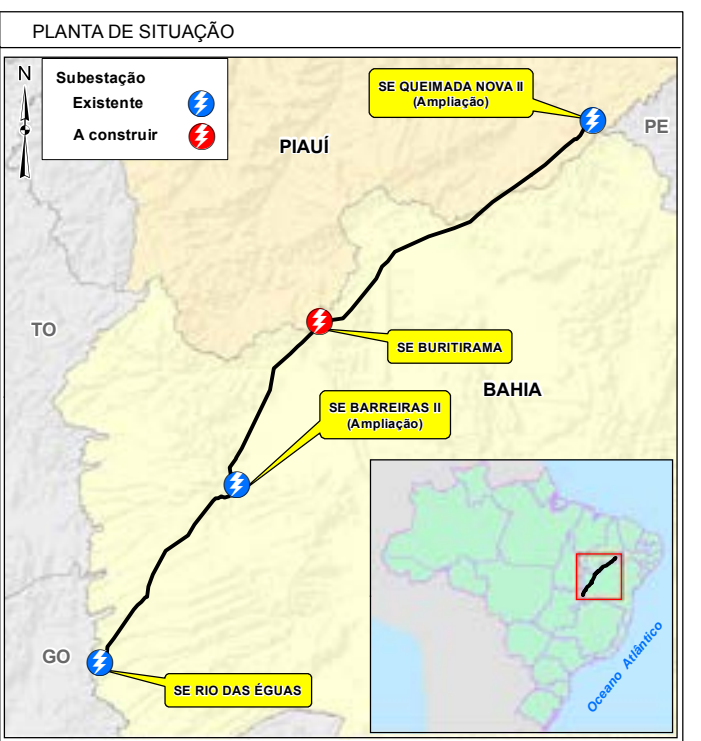 PLANTA DE SITUAÇÃO
N
Subestação
Existente
A construir
SE QUEIMADA NOVA II
(Ampliação)
PE
PIAUÍ
TO
SE BURITIRAMA
BAHIA
SE BARREIRAS II
(Ampliação)
GO
SE RIO DAS ÉGUAS
Oceano Atlântico